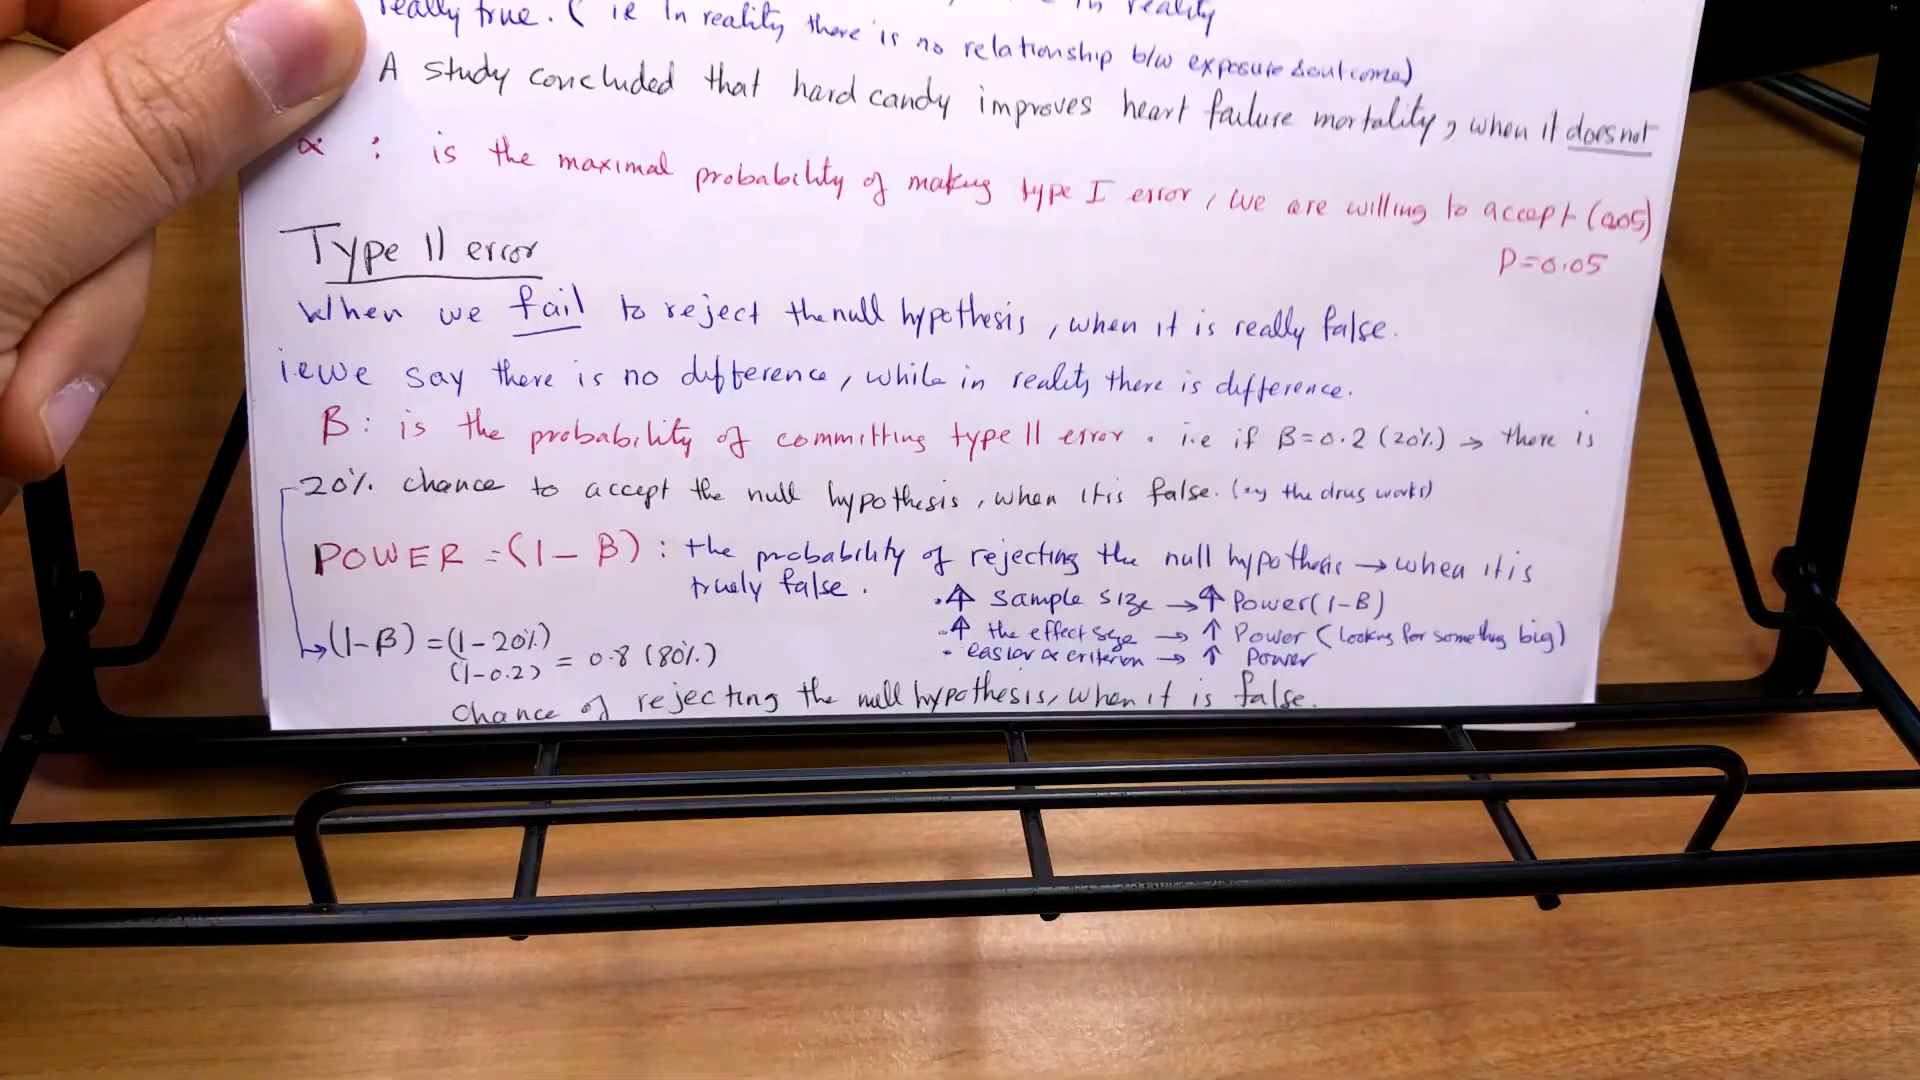 really true. ( ie In reality there is no relationship b/w exposure & outcome)
in reality
A study concluded that hard candy improves heart failure mortality, when it does not
α : is the maximal probability of making type I error, we are willing to accept (0.05)
P=0.05
Type II error
When we fail to reject the null hypothesis, when it is really false.
i.e we say there is no difference, while in reality there is difference.
B: is the probability of committing type II error. i.e if B=0.2 (20%) → there is
20% chance to accept the null hypothesis, when it is false. (say the drug works)
POWER = (1 - B) : the probability of rejecting the null hypothesis → when it is
truely false.
. ↑ sample size → ↑ Power (1-B)
- ↑ the effect size → ↑ Power (Looking for something big)
- easier α criterion → ↑ Power
→ (1-B) = (1-20%)
(1-0.2) = 0.8 (80%)
chance of rejecting the null hypothesis, when it is false.